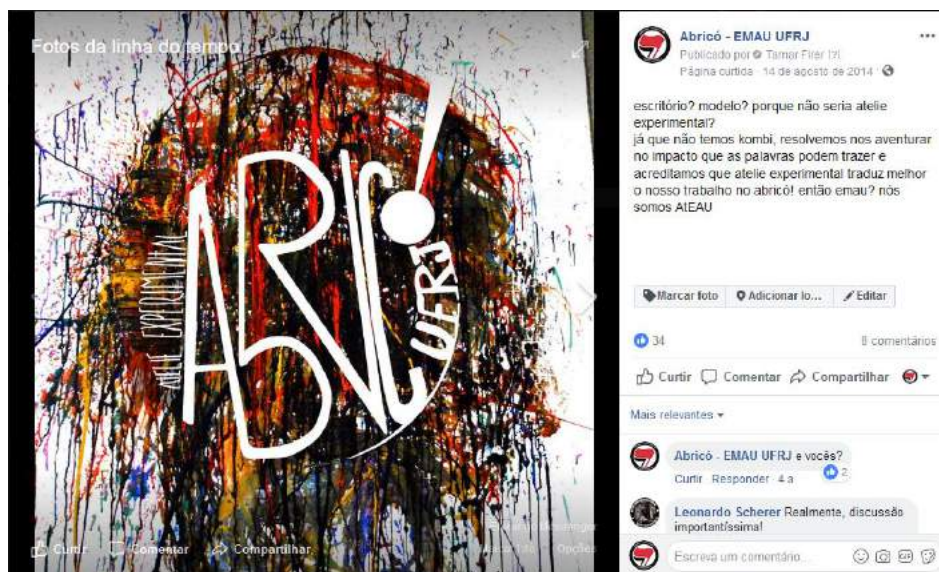 Fotos da linha do tempo
ABRICÓ!
UFRJ
Curtir Comentar Compartilhar
Opções
Abricó - EMAU UFRJ
Publicado por Tamar Firer
Página curtida · 14 de agosto de 2014
escritório? modelo? porque não seria atelie
experimental?
já que não temos kombi, resolvemos nos aventurar
no impacto que as palavras podem trazer e
acreditamos que atelie experimental traduz melhor
o nosso trabalho no abricó! então emau? nós
somos AtEAU
Marcar foto Adicionar lo... Editar
34 8 comentários
Curtir Comentar Compartilhar
Mais relevantes
Abricó - EMAU UFRJ e vocês?
2
Curtir · Responder · 4 a
Leonardo Scherer Realmente, discussão
importantíssima!
Escreva um comentário...
GIF